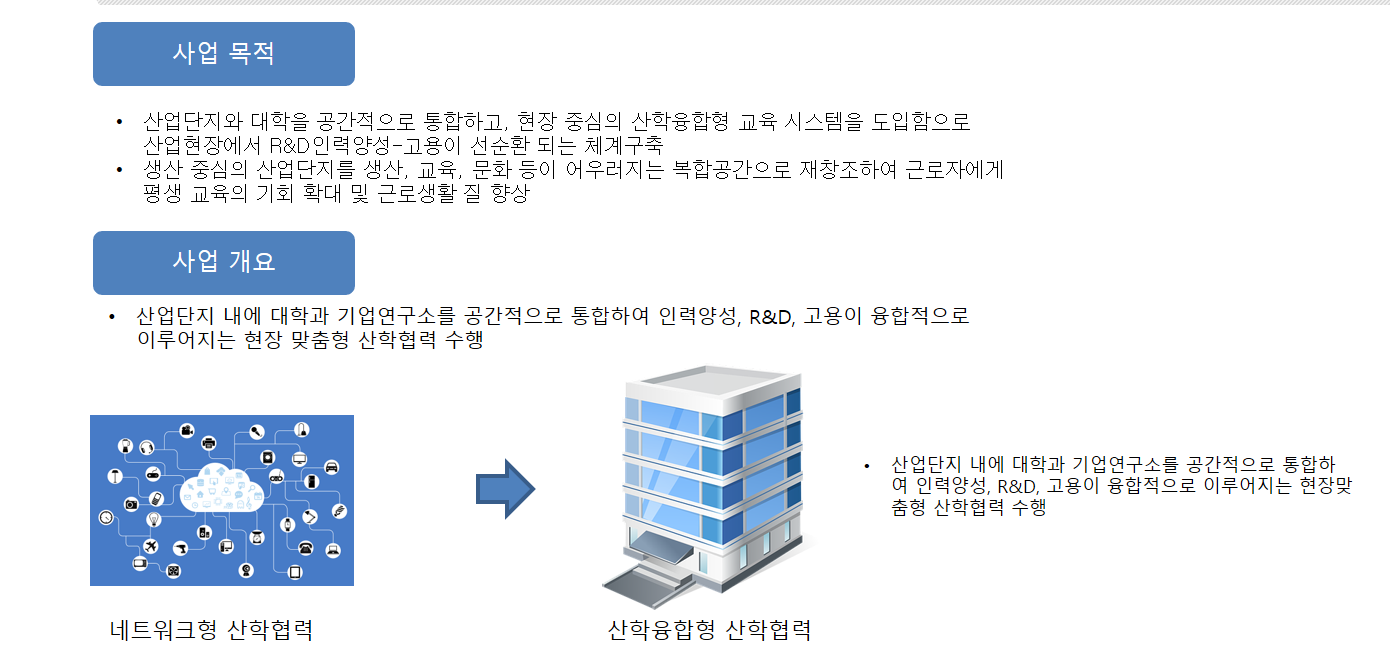 사업 목적
• 산업단지와 대학을 공간적으로 통합하고, 현장 중심의 산학융합형 교육 시스템을 도입함으로
산업현장에서 R&D인력양성-고용이 선순환 되는 체계구축
• 생산 중심의 산업단지를 생산, 교육, 문화 등이 어우러지는 복합공간으로 재창조하여 근로자에게
평생 교육의 기회 확대 및 근로생활 질 향상
사업 개요
• 산업단지 내에 대학과 기업연구소를 공간적으로 통합하여 인력양성, R&D, 고용이 융합적으로
이루어지는 현장 맞춤형 산학협력 수행
• 산업단지 내에 대학과 기업연구소를 공간적으로 통합하
여 인력양성, R&D, 고용이 융합적으로 이루어지는 현장맞
춤형 산학협력 수행
네트워크형 산학협력
산학융합형 산학협력